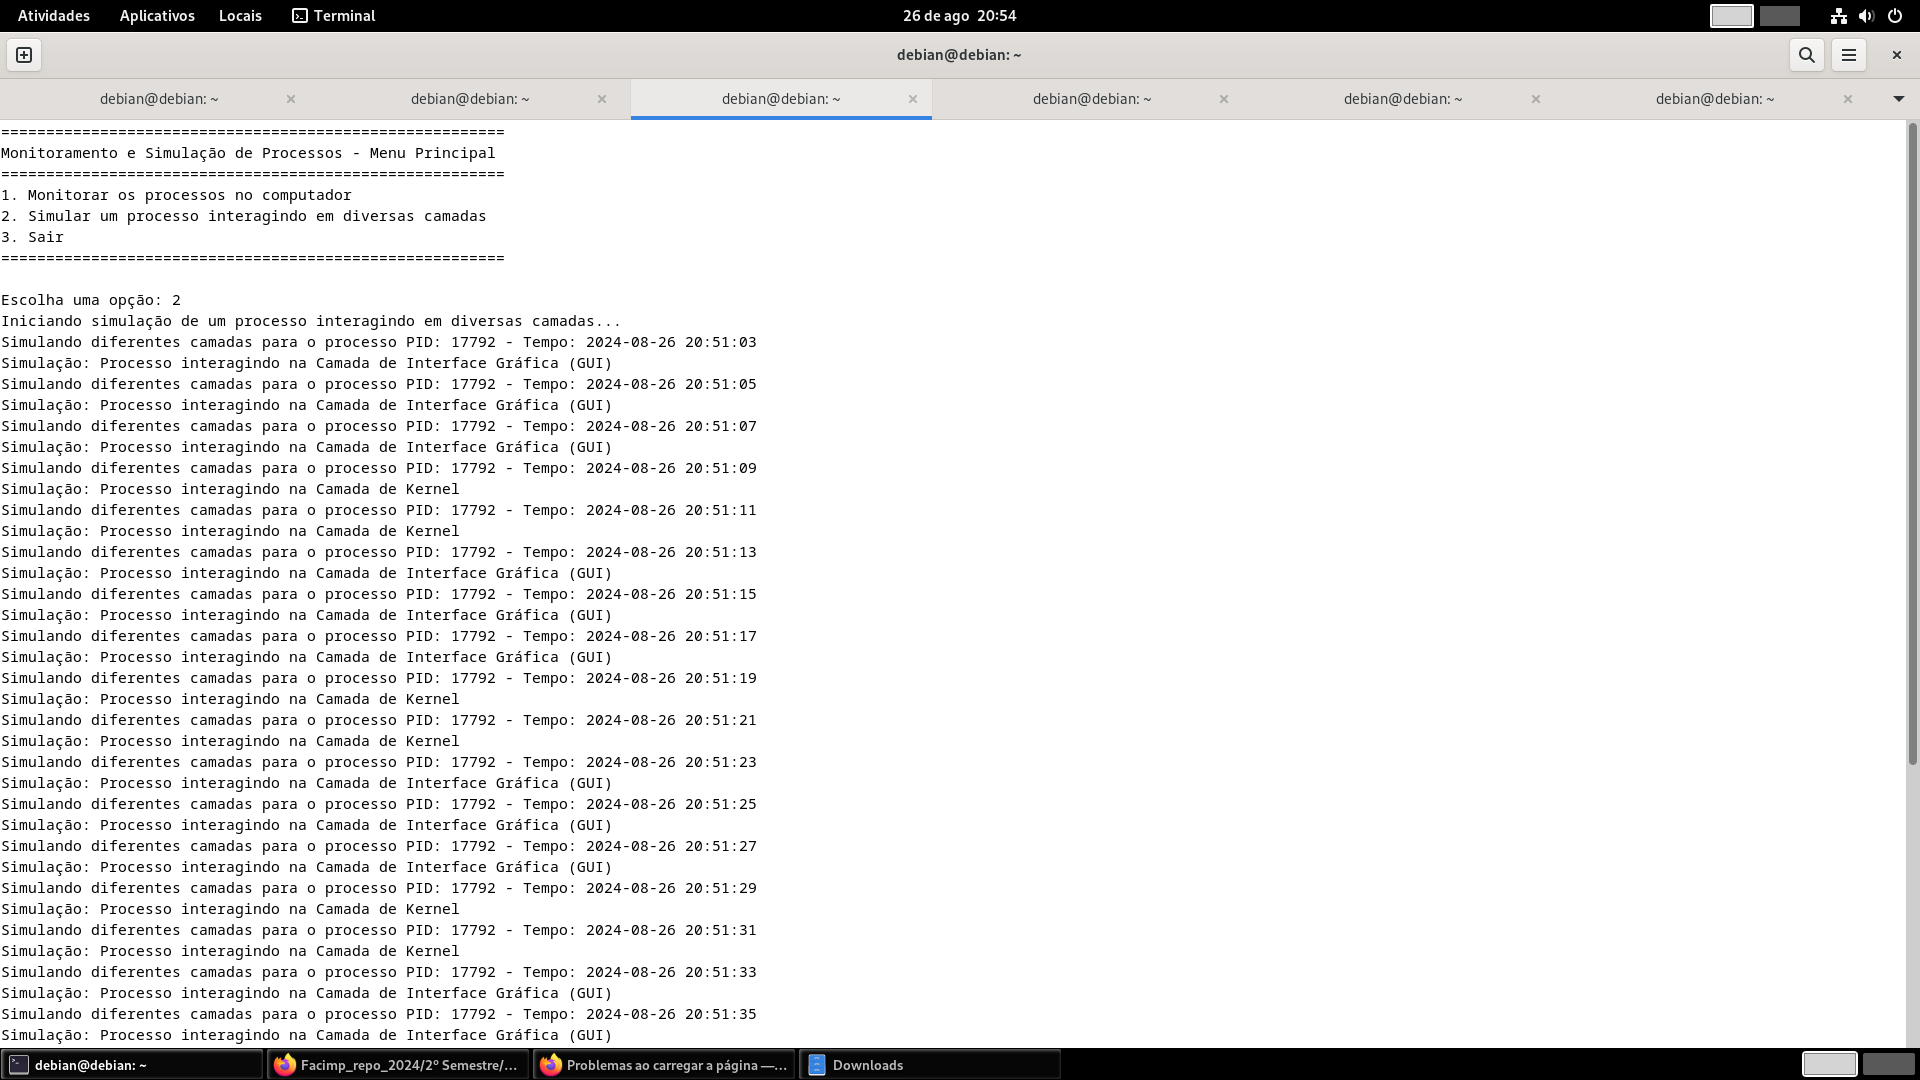 Atividades Aplicativos Locais Terminal 26 de ago 20:54
debian@debian: ~
debian@debian: ~ debian@debian: ~ debian@debian: ~ debian@debian: ~ debian@debian: ~ debian@debian: ~
========================================================
Monitoramento e Simulação de Processos - Menu Principal
========================================================
1. Monitorar os processos no computador
2. Simular um processo interagindo em diversas camadas
3. Sair
========================================================
Escolha uma opção: 2
Iniciando simulação de um processo interagindo em diversas camadas...
Simulando diferentes camadas para o processo PID: 17792 - Tempo: 2024-08-26 20:51:03
Simulação: Processo interagindo na Camada de Interface Gráfica (GUI)
Simulando diferentes camadas para o processo PID: 17792 - Tempo: 2024-08-26 20:51:05
Simulação: Processo interagindo na Camada de Interface Gráfica (GUI)
Simulando diferentes camadas para o processo PID: 17792 - Tempo: 2024-08-26 20:51:07
Simulação: Processo interagindo na Camada de Interface Gráfica (GUI)
Simulando diferentes camadas para o processo PID: 17792 - Tempo: 2024-08-26 20:51:09
Simulação: Processo interagindo na Camada de Kernel
Simulando diferentes camadas para o processo PID: 17792 - Tempo: 2024-08-26 20:51:11
Simulação: Processo interagindo na Camada de Kernel
Simulando diferentes camadas para o processo PID: 17792 - Tempo: 2024-08-26 20:51:13
Simulação: Processo interagindo na Camada de Interface Gráfica (GUI)
Simulando diferentes camadas para o processo PID: 17792 - Tempo: 2024-08-26 20:51:15
Simulação: Processo interagindo na Camada de Interface Gráfica (GUI)
Simulando diferentes camadas para o processo PID: 17792 - Tempo: 2024-08-26 20:51:17
Simulação: Processo interagindo na Camada de Interface Gráfica (GUI)
Simulando diferentes camadas para o processo PID: 17792 - Tempo: 2024-08-26 20:51:19
Simulação: Processo interagindo na Camada de Kernel
Simulando diferentes camadas para o processo PID: 17792 - Tempo: 2024-08-26 20:51:21
Simulação: Processo interagindo na Camada de Kernel
Simulando diferentes camadas para o processo PID: 17792 - Tempo: 2024-08-26 20:51:23
Simulação: Processo interagindo na Camada de Interface Gráfica (GUI)
Simulando diferentes camadas para o processo PID: 17792 - Tempo: 2024-08-26 20:51:25
Simulação: Processo interagindo na Camada de Interface Gráfica (GUI)
Simulando diferentes camadas para o processo PID: 17792 - Tempo: 2024-08-26 20:51:27
Simulação: Processo interagindo na Camada de Interface Gráfica (GUI)
Simulando diferentes camadas para o processo PID: 17792 - Tempo: 2024-08-26 20:51:29
Simulação: Processo interagindo na Camada de Kernel
Simulando diferentes camadas para o processo PID: 17792 - Tempo: 2024-08-26 20:51:31
Simulação: Processo interagindo na Camada de Kernel
Simulando diferentes camadas para o processo PID: 17792 - Tempo: 2024-08-26 20:51:33
Simulação: Processo interagindo na Camada de Interface Gráfica (GUI)
Simulando diferentes camadas para o processo PID: 17792 - Tempo: 2024-08-26 20:51:35
Simulação: Processo interagindo na Camada de Interface Gráfica (GUI)
debian@debian: ~ Facimp_repo_2024/2º Semestre/... Problemas ao carregar a página —... Downloads